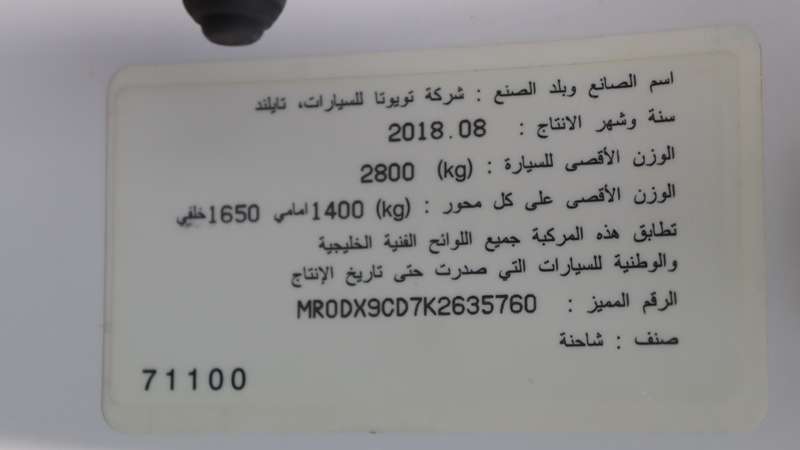 اسم الصانع وبلد الصنع : شركة تويوتا للسيارات، تايلند
سنة وشهر الانتاج : 2018.08
الوزن الأقصى للسيارة : (kg) 2800
الوزن الأقصى على كل محور : (kg) 1400 امامي 1650 خلفي
تطابق هذه المركبة جميع اللوائح الفنية الخليجية
والوطنية للسيارات التي صدرت حتى تاريخ الإنتاج
الرقم المميز : MR0DX9CD7K2635760
صنف : شاحنة
71100